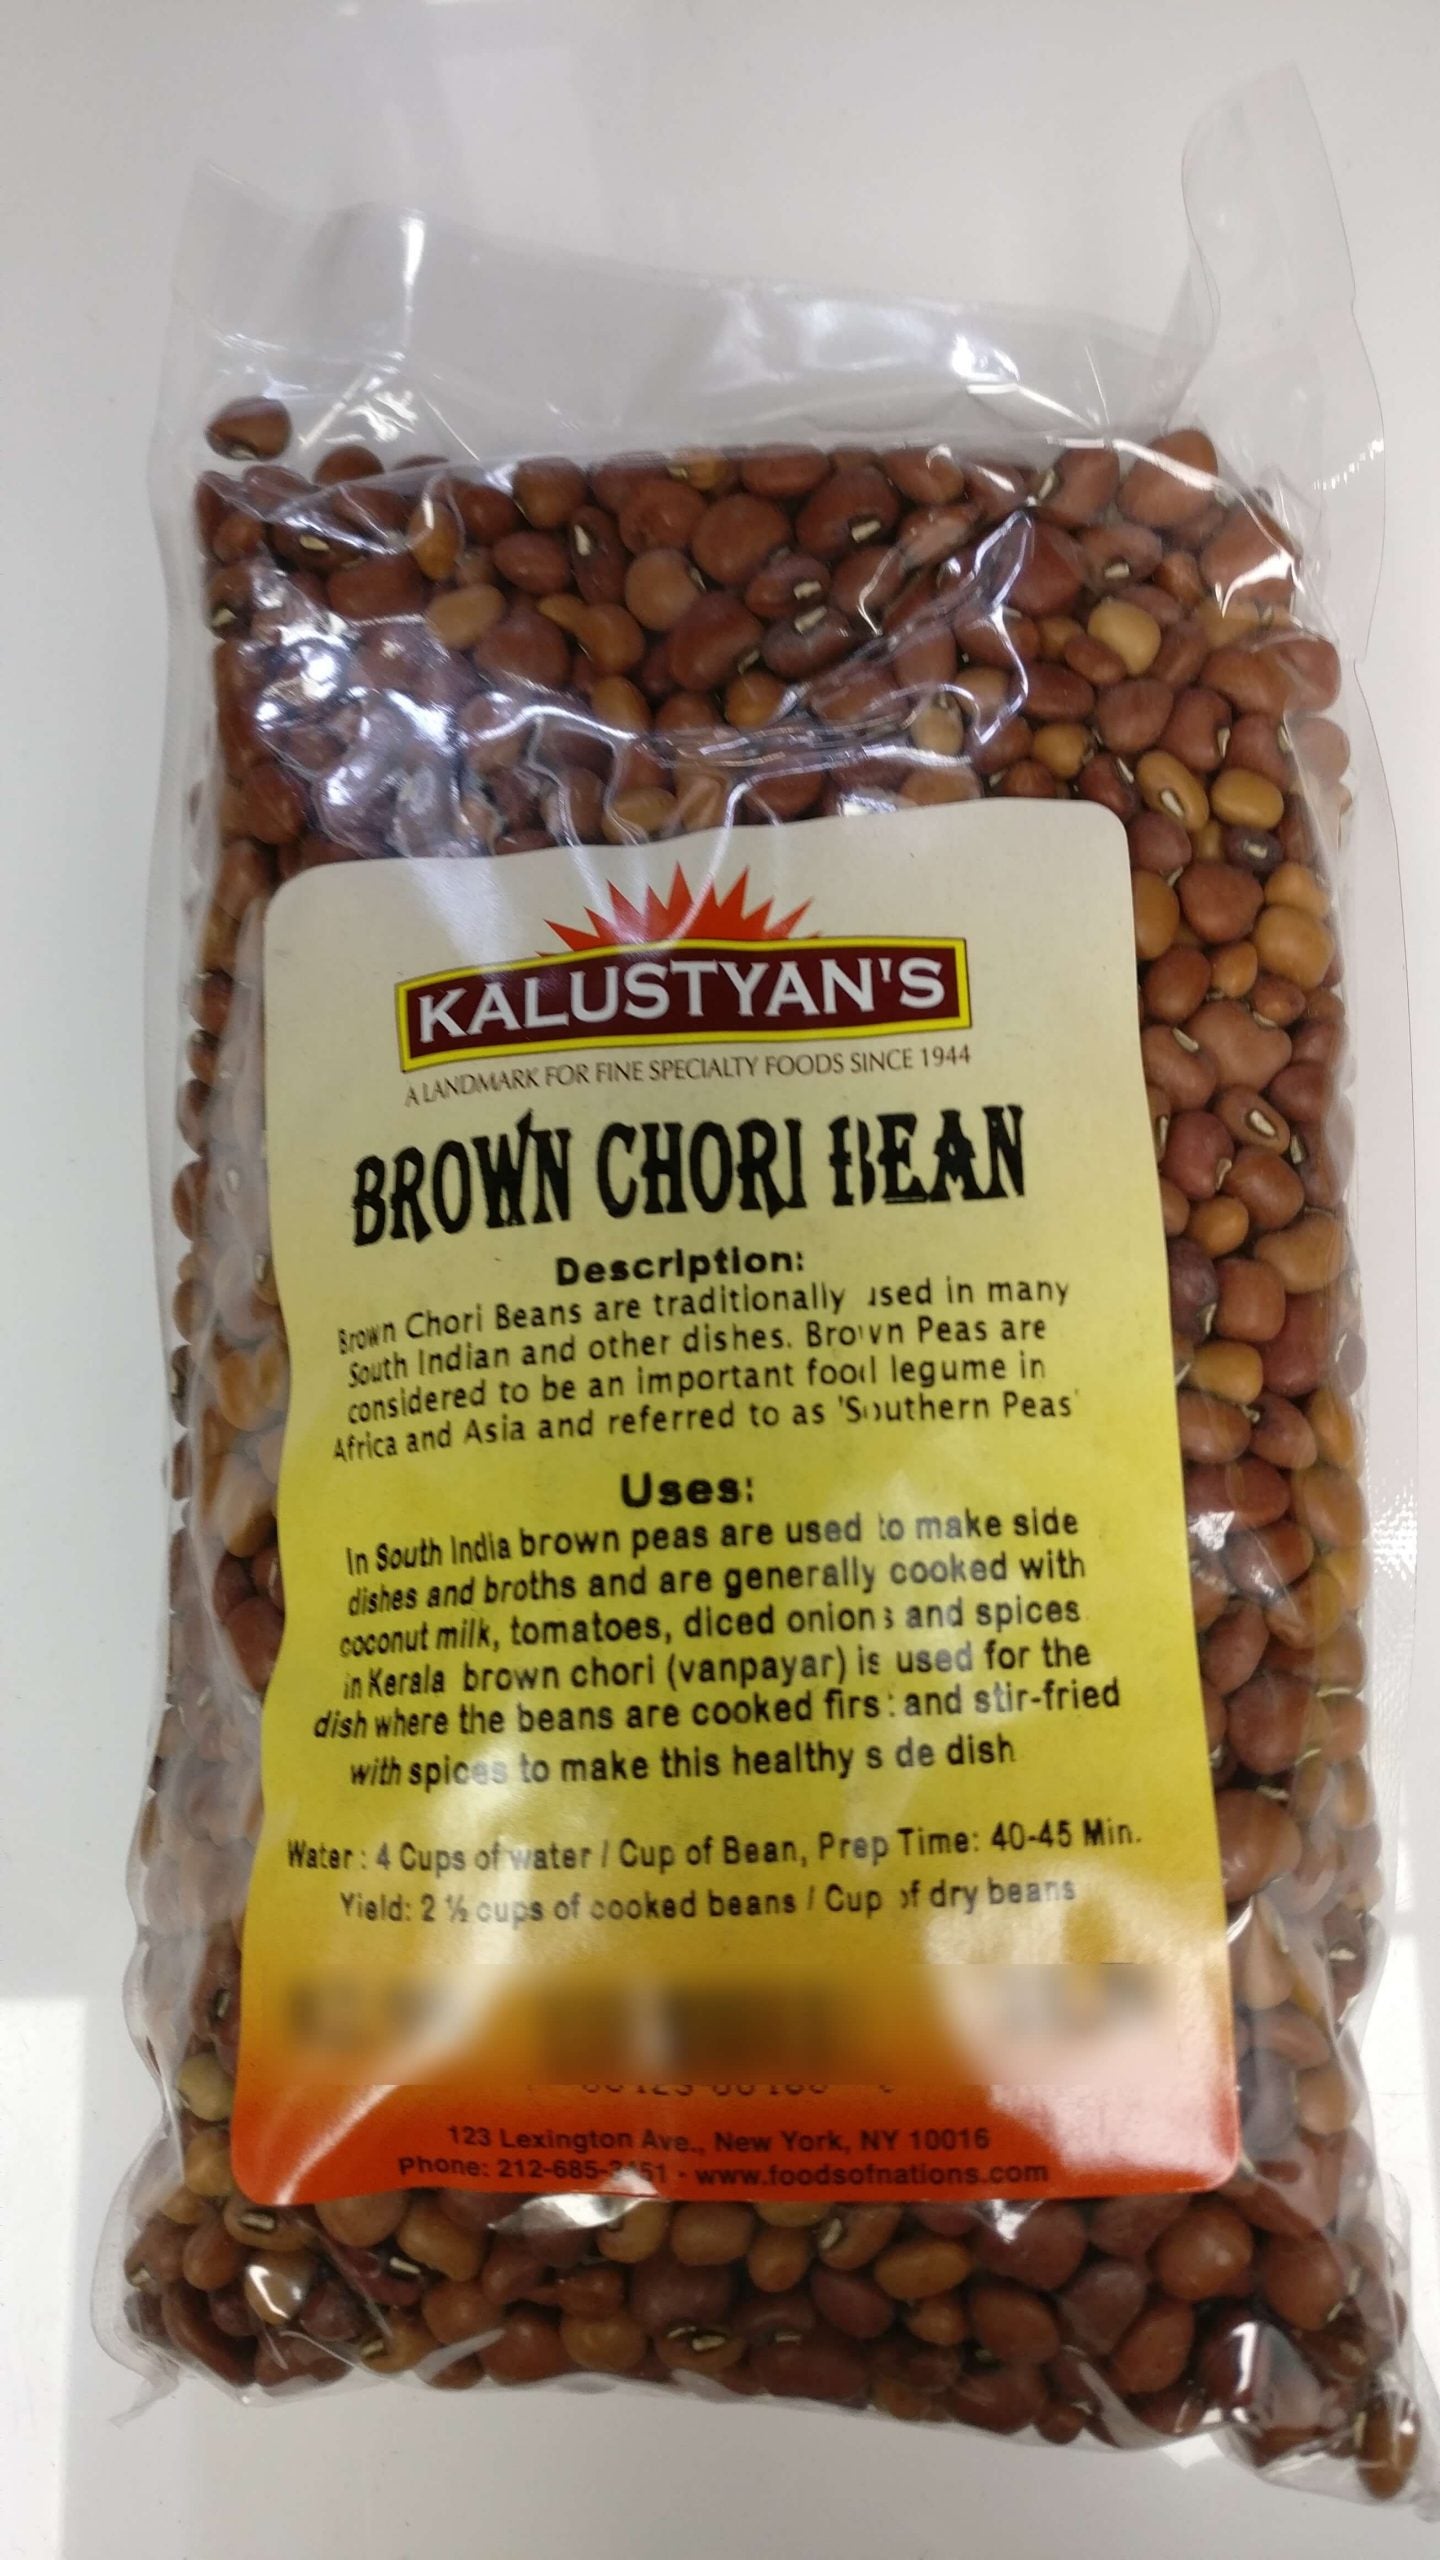 KALUSTYAN'S
A LANDMARK FOR FINE SPECIALTY FOODS SINCE 1944
BROWN CHORI BEAN
Description:
Brown Chori Beans are traditionally used in many
South Indian and other dishes. Brown Peas are
considered to be an important food legume in
Africa and Asia and referred to as 'Southern Peas'
Uses:
In South India brown peas are used to make side
dishes and broths and are generally cooked with
coconut milk, tomatoes, diced onions and spices
in Kerala brown chori (vanpayar) is used for the
dish where the beans are cooked first and stir-fried
with spices to make this healthy side dish
Water : 4 Cups of water / Cup of Bean, Prep Time: 40-45 Min.
Yield: 2 ½ cups of cooked beans / Cup of dry beans
123 Lexington Ave., New York, NY 10016
Phone: • www.foodsofnations.com